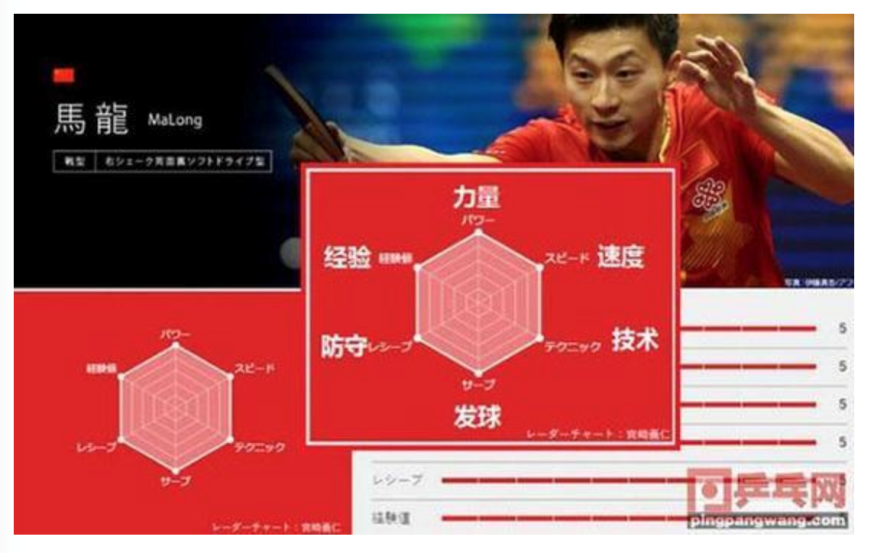 馬龍 MaLong
戦型 右シェーク両面裏ソフトドライブ型
力量
パワー
经验 経験値
スピード 速度
防守 レシーブ
テクニック 技术
サーブ
发球
レーダーチャート：宮崎義仁
パワー
経験値
スピード
レシーブ
テクニック
サーブ
レーダーチャート：宮崎義仁
5
5
5
5
レシーブ 5
経験値 5
乒乓网
pingpangwang.com